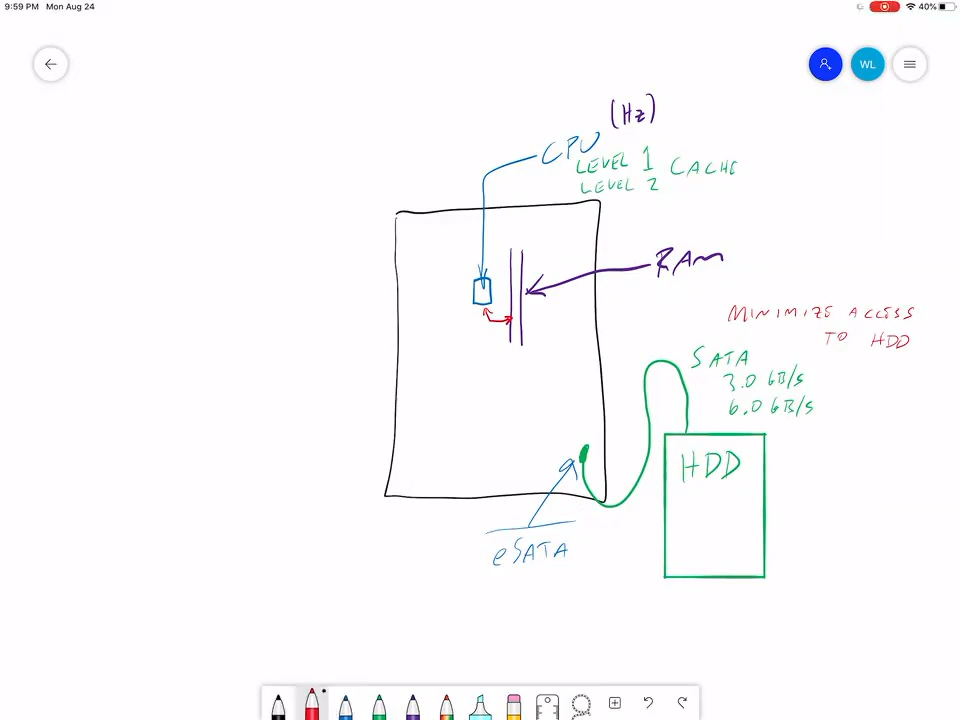 9:59 PM Mon Aug 24
40%
WL
(Hz)
CPU
LEVEL 1 CACHE
LEVEL 2
RAM
MINIMIZE ACCESS
TO HDD
SATA
3.0 GB/s
6.0 GB/s
HDD
eSATA